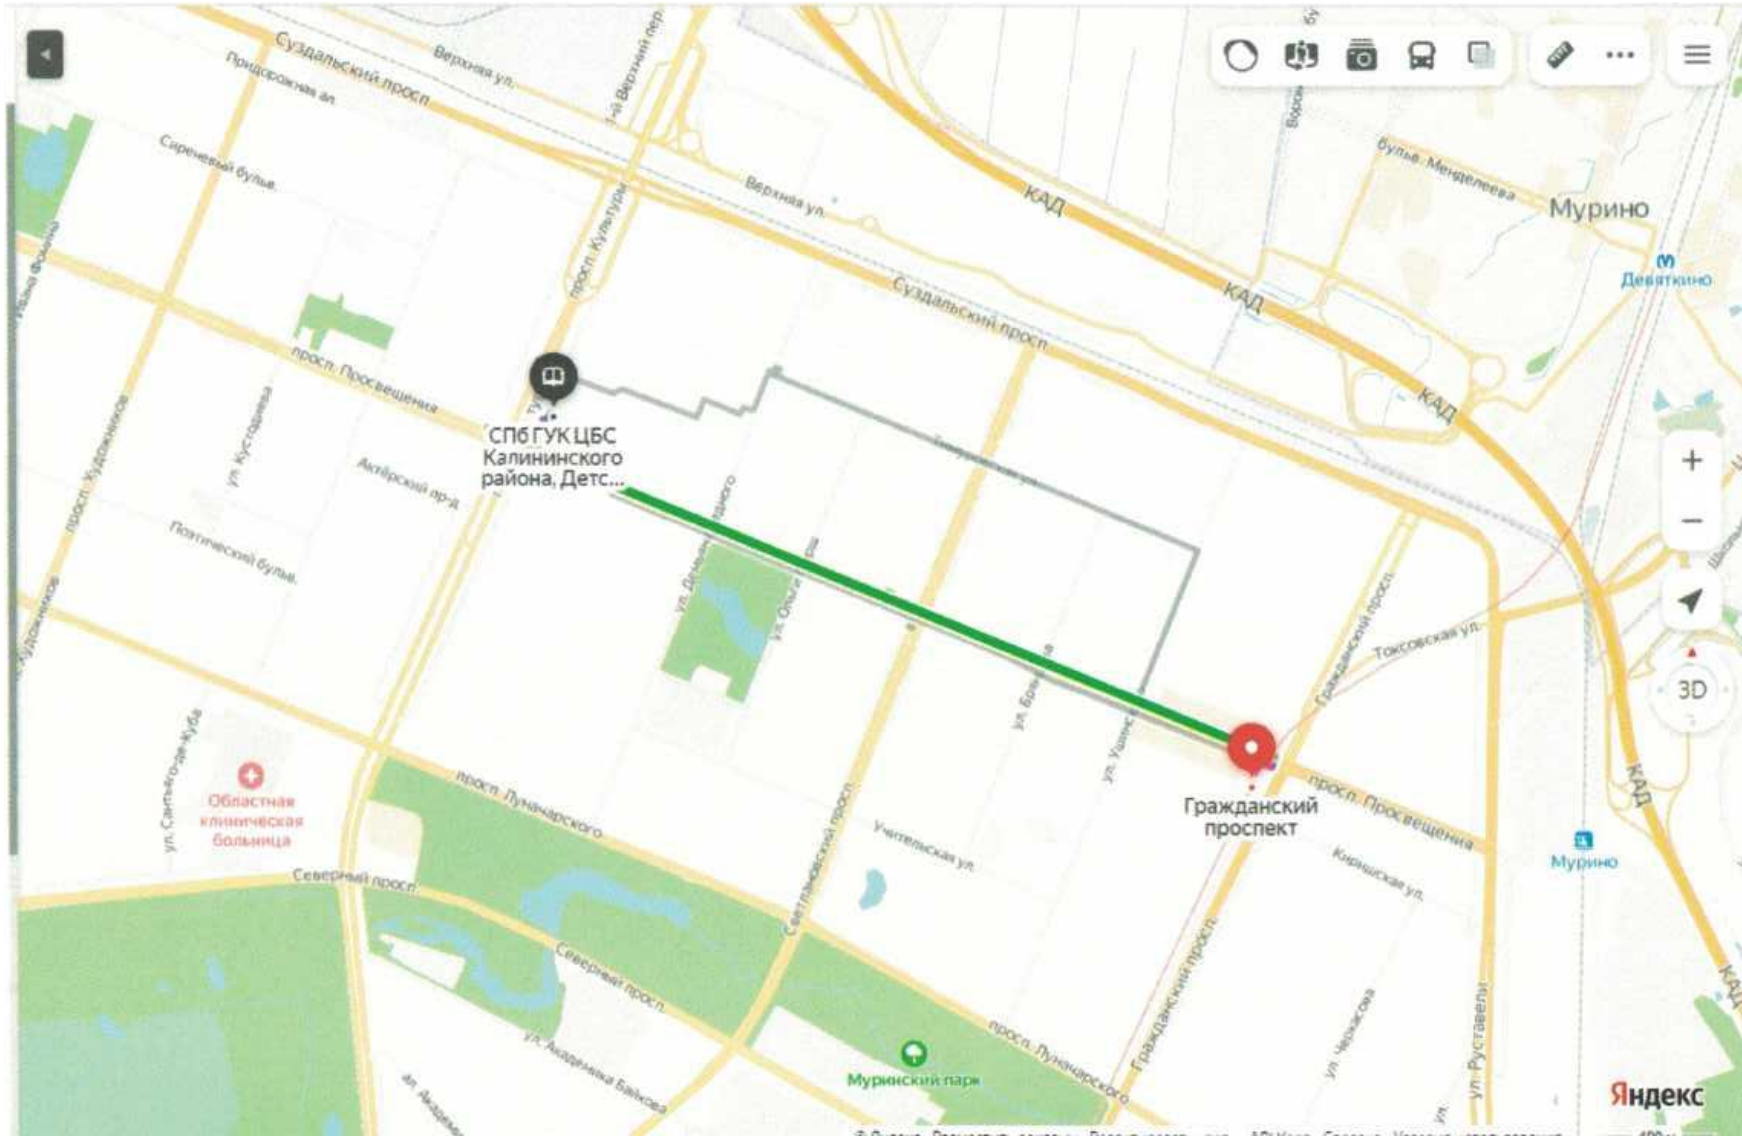 Суздальский просп.
Верхняя ул.
Придорожная ал.
1-й Верхний пер.
Сиреневый бульв.
Верхняя ул.
просп. Культуры
КАД
бульв. Менделеева
Мурино
Девяткино
КАД
Суздальский просп.
КАД
просп. Просвещения
просп. Художников
ул. Кустодиева
СПб ГУК ЦБС
Калининского
района, Детс...
Актёрский пр-д
Поэтический бульв.
Гражданский просп.
Токсовская ул.
3D
ул. Сантьяго-де-Куба
Областная
клиническая
больница
просп. Луначарского
Светлановский просп.
Учительская ул.
Гражданский
проспект
просп. Просвещения
Киришская ул.
Мурино
КАД
Северный просп.
Северный просп.
Гражданский просп.
ул. Академика Байкова
Муринский парк
просп. Луначарского
ул. Черкасова
ул. Руставели
КАД
Яндекс